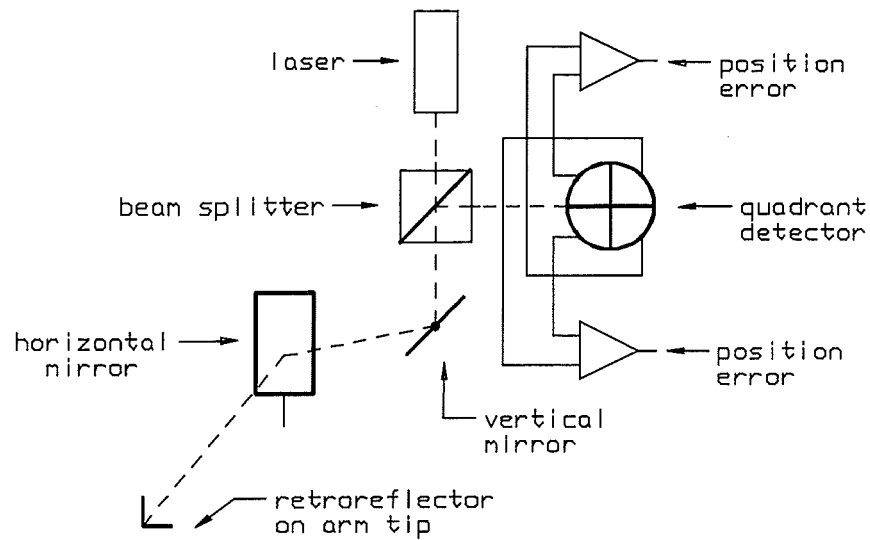 laser
position
error
beam splitter
quadrant
detector
horizontal
mirror
position
error
vertical
mirror
retroreflector
on arm tip